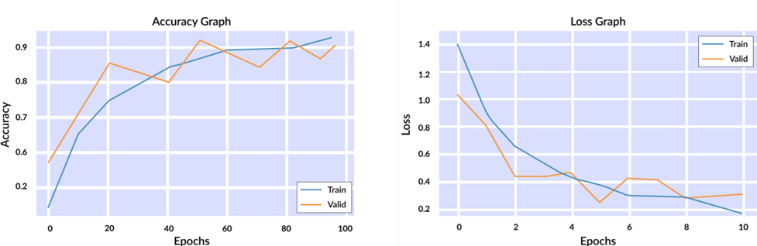 Accuracy Graph
0.9
0.8
0.7
0.6
0.2
Accuracy
0 20 40 60 80 100
Epochs
Train
Valid
Loss Graph
1.4
1.2
1.0
0.8
0.6
0.4
0.2
Loss
0 2 4 6 8 10
Epochs
Train
Valid